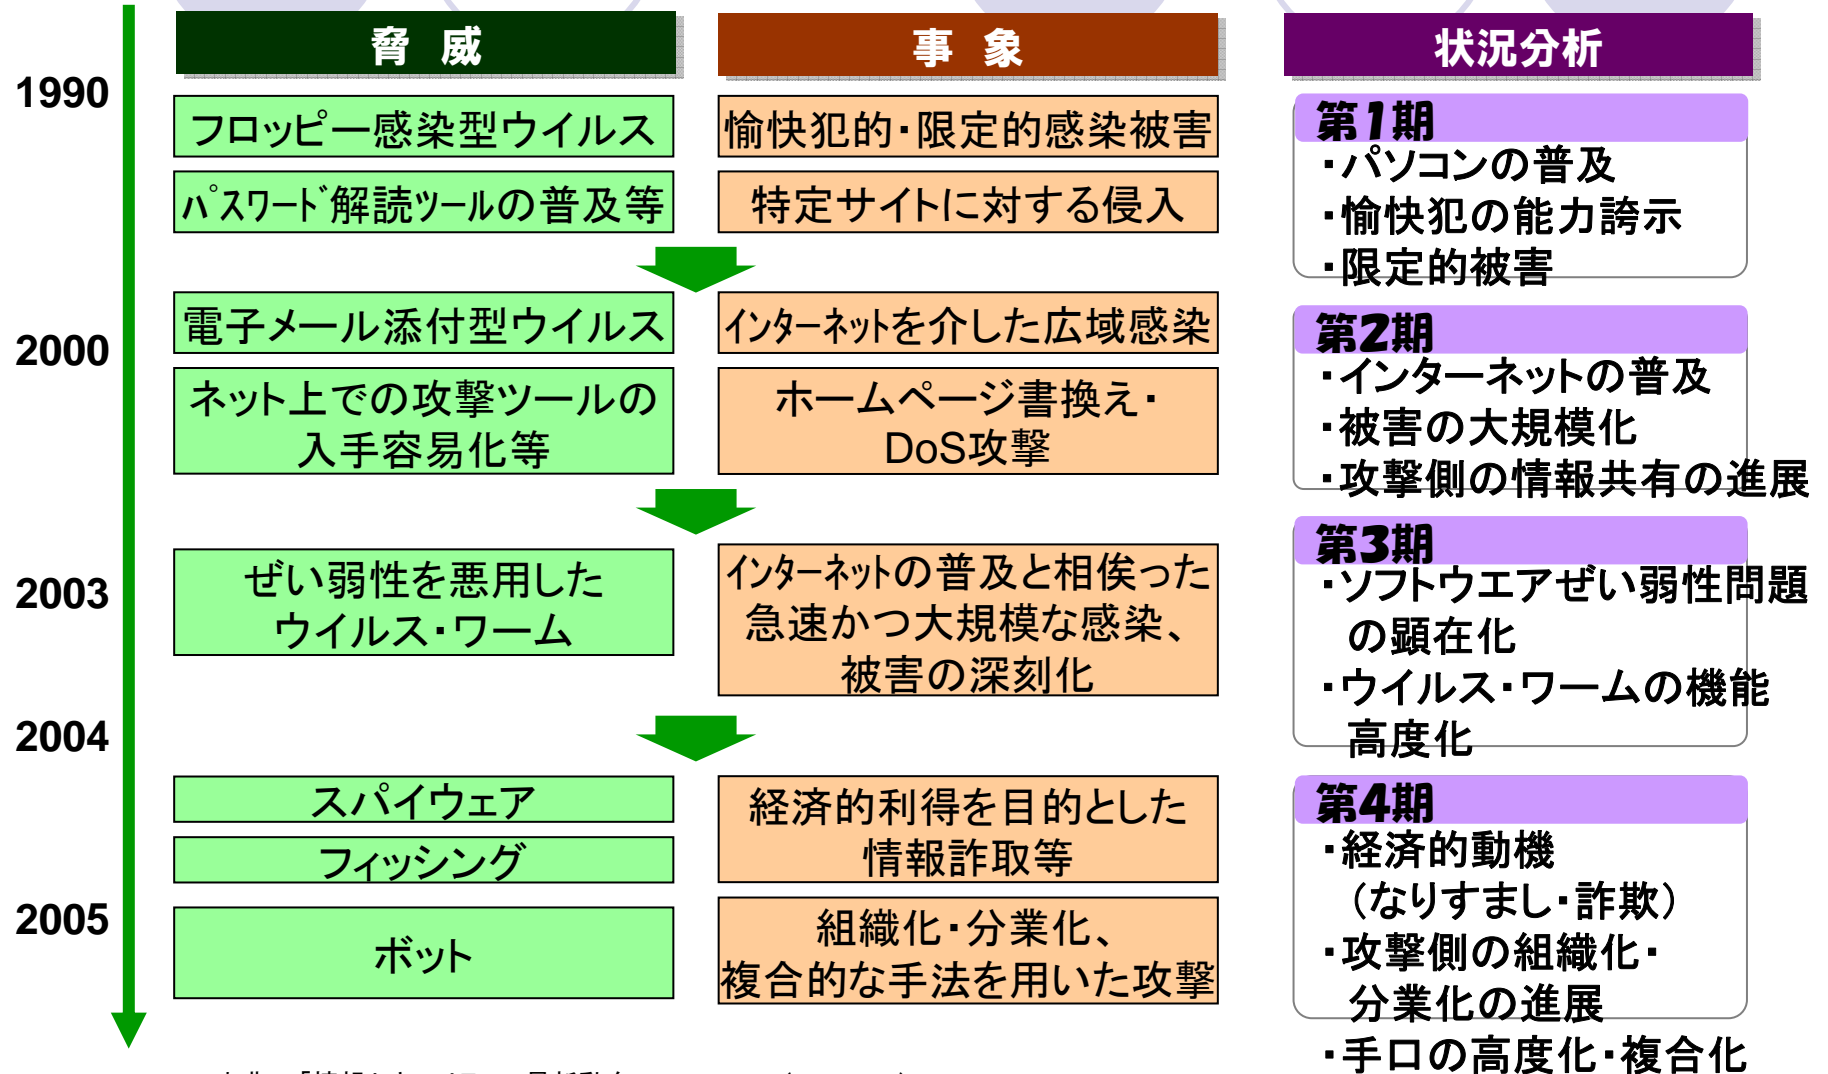 脅 威
事 象
状況分析
1990
フロッピー感染型ウイルス
愉快犯的・限定的感染被害
ﾊﾟｽﾜｰﾄﾞ解読ﾂｰﾙの普及等
特定サイトに対する侵入
第1期
・パソコンの普及
・愉快犯の能力誇示
・限定的被害
2000
電子メール添付型ウイルス
ｲﾝﾀｰﾈｯﾄを介した広域感染
ネット上での攻撃ツールの
入手容易化等
ホームページ書換え・
DoS攻撃
第2期
・インターネットの普及
・被害の大規模化
・攻撃側の情報共有の進展
2003
ぜい弱性を悪用した
ウイルス・ワーム
ｲﾝﾀｰﾈｯﾄの普及と相俟った
急速かつ大規模な感染、
被害の深刻化
第3期
・ソフトウエアぜい弱性問題
の顕在化
・ウイルス・ワームの機能
高度化
2004
スパイウェア
フィッシング
経済的利得を目的とした
情報詐取等
2005
ボット
組織化・分業化、
複合的な手法を用いた攻撃
第4期
・経済的動機
（なりすまし・詐欺）
・攻撃側の組織化・
分業化の進展
・手口の高度化・複合化